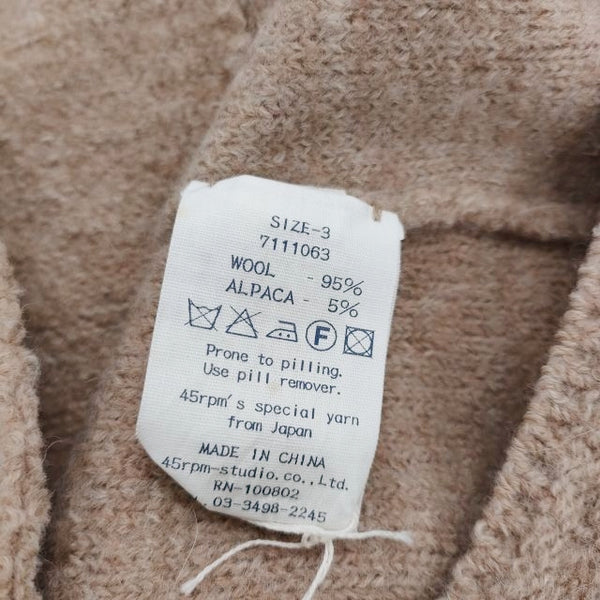 SIZE-3
7111063
WOOL - 95%
ALPACA - 5%
F
Prone to pilling.
Use pill remover.
45rpm's special yarn
from Japan
MADE IN CHINA
45rpm-studio.co.,Ltd.
RN-100802
03-3498-2245